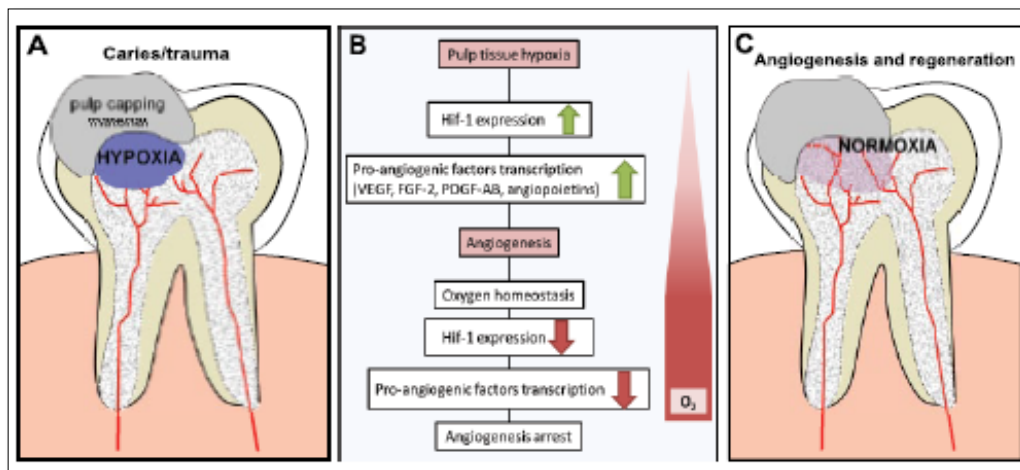 A
Caries/trauma
pulp capping
HYPOXIA
B
Pulp tissue hypoxia
Hif-1 expression
Pro-angiogenic factors transcription
(VEGF, FGF-2, PDGF-AB, angiopoietins)
Angiogenesis
Oxygen homeostasis
Hif-1 expression
Pro-angiogenic factors transcription
Angiogenesis arrest
O₂
C
Angiogenesis and regeneration
NORMOXIA